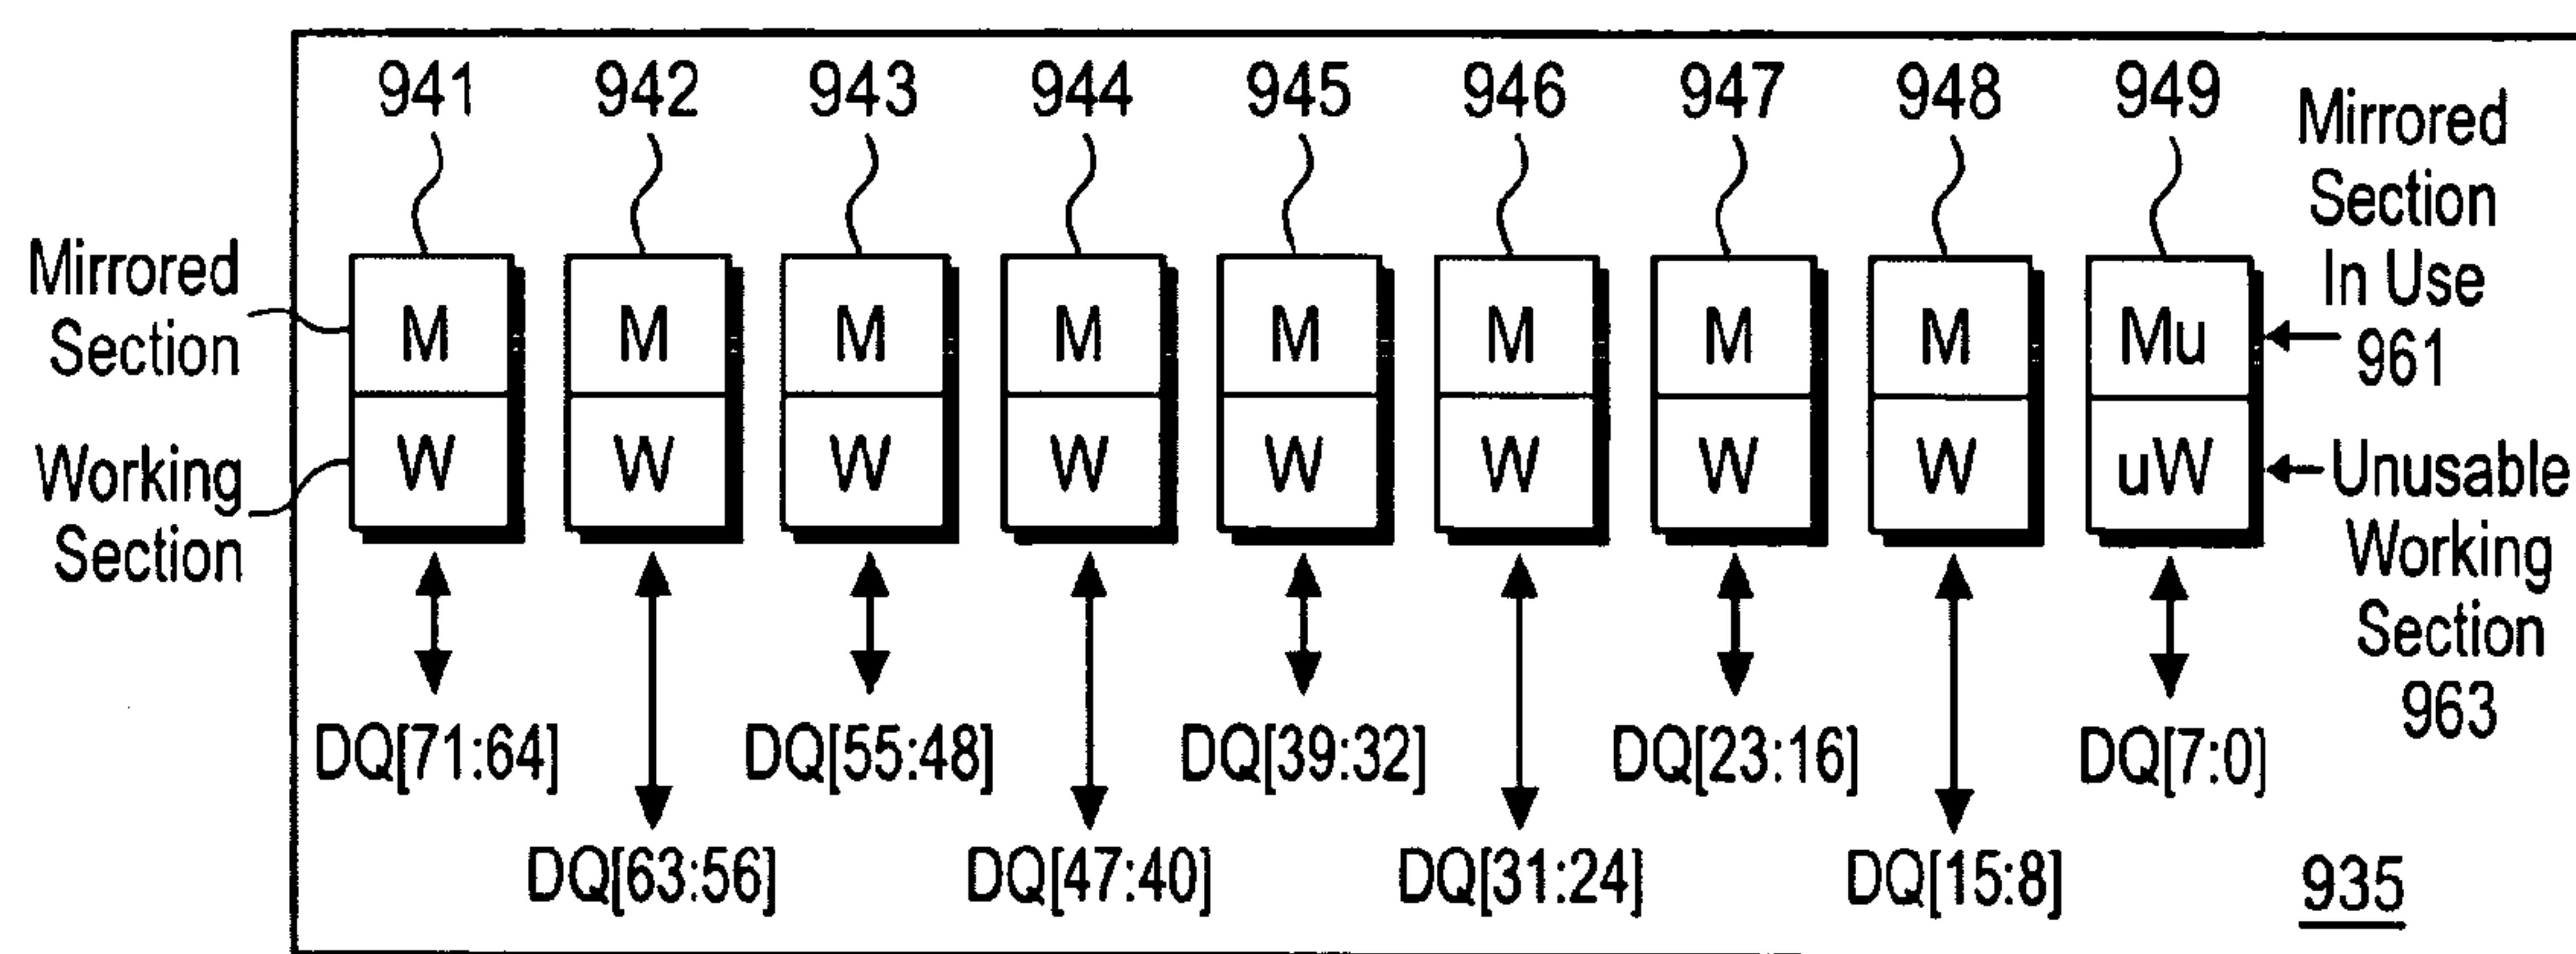 941 942 943 944 945 946 947 948 949
Mirrored
Section
In Use
961
Mirrored
Section
M M M M M M M M Mu
Working
Section
W W W W W W W W uW
Unusable
Working
Section
963
DQ[71:64] DQ[55:48] DQ[39:32] DQ[23:16] DQ[7:0]
DQ[63:56] DQ[47:40] DQ[31:24] DQ[15:8]
935